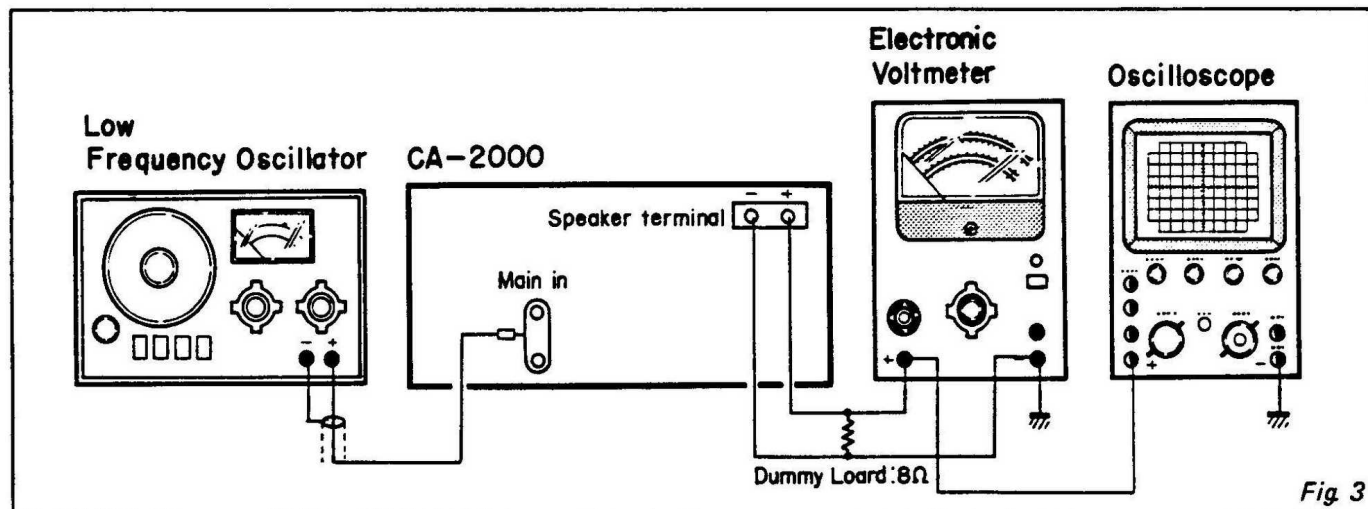 Low
Frequency Oscillator
CA-2000
Electronic
Voltmeter
Oscilloscope
Speaker terminal
- +
Main in
- +
+
+ -
Dummy Loard:8Ω
Fig. 3